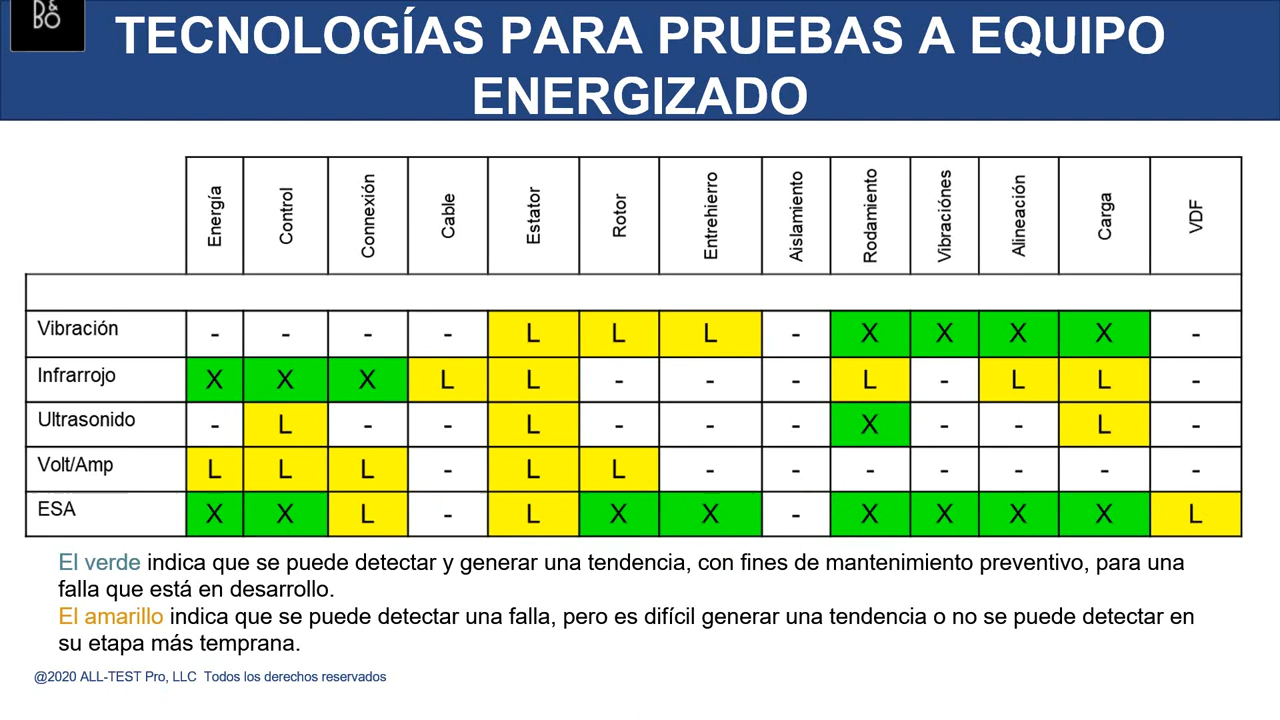 B&
BO
TECNOLOGÍAS PARA PRUEBAS A EQUIPO
ENERGIZADO
Energía Control Connexión Cable Estator Rotor Entrehierro Aislamiento Rodamiento Vibraciónes Alineación Carga VDF
Vibración - - - - L L L - X X X X -
Infrarrojo X X X L L - - - L - L L -
Ultrasonido - L - - L - - - X - - L -
Volt/Amp L L L - L L - - - - - - -
ESA X X L - L X X - X X X X L
El verde indica que se puede detectar y generar una tendencia, con fines de mantenimiento preventivo, para una
falla que está en desarrollo.
El amarillo indica que se puede detectar una falla, pero es difícil generar una tendencia o no se puede detectar en
su etapa más temprana.
@2020 ALL-TEST Pro, LLC Todos los derechos reservados